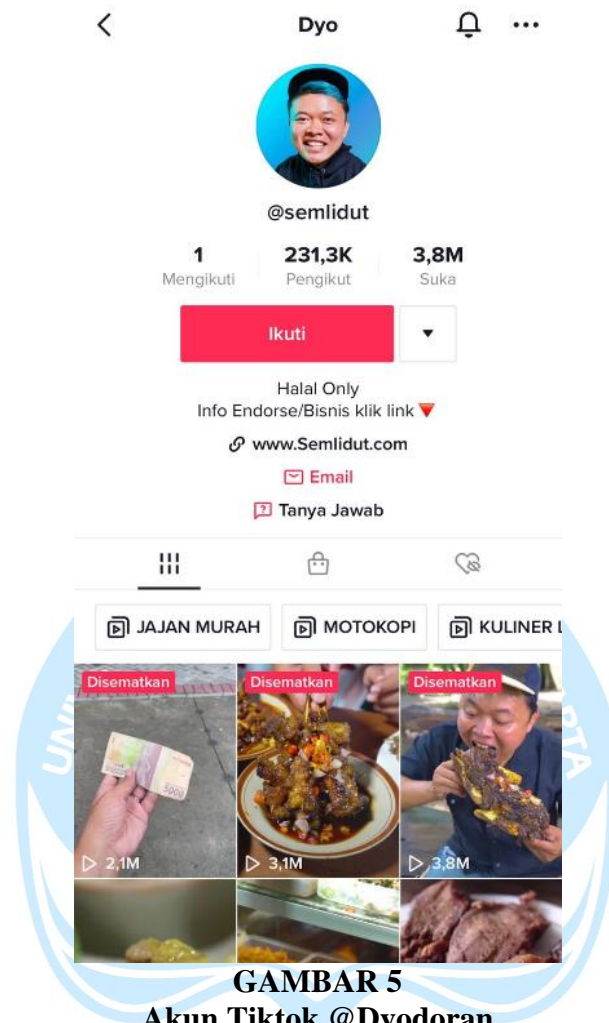 Dyo
@semlidut
1 231,3K 3,8M
Mengikuti Pengikut Suka
Ikuti
Halal Only
Info Endorse/Bisnis klik link
www.Semlidut.com
Email
Tanya Jawab
JAJAN MURAH MOTOKOPI KULINER
Disematkan Disematkan Disematkan
5000
2,1M 3,1M 3,8M
GAMBAR 5
Akun Tiktok @Dyodoran